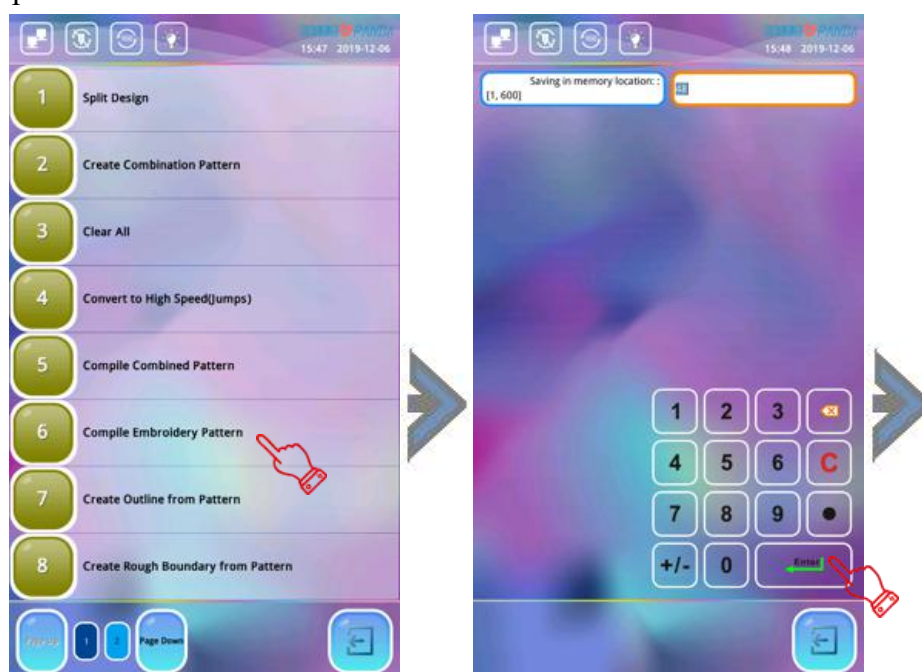 15:47 2019-12-06
1 Split Design
2 Create Combination Pattern
3 Clear All
4 Convert to High Speed(Jumps)
5 Compile Combined Pattern
6 Compile Embroidery Pattern
7 Create Outline from Pattern
8 Create Rough Boundary from Pattern
Page Up 1 2 Page Down
15:48 2019-12-06
Saving in memory location: :
[1, 600]
1 2 3
4 5 6 C
7 8 9
+/- 0 Enter